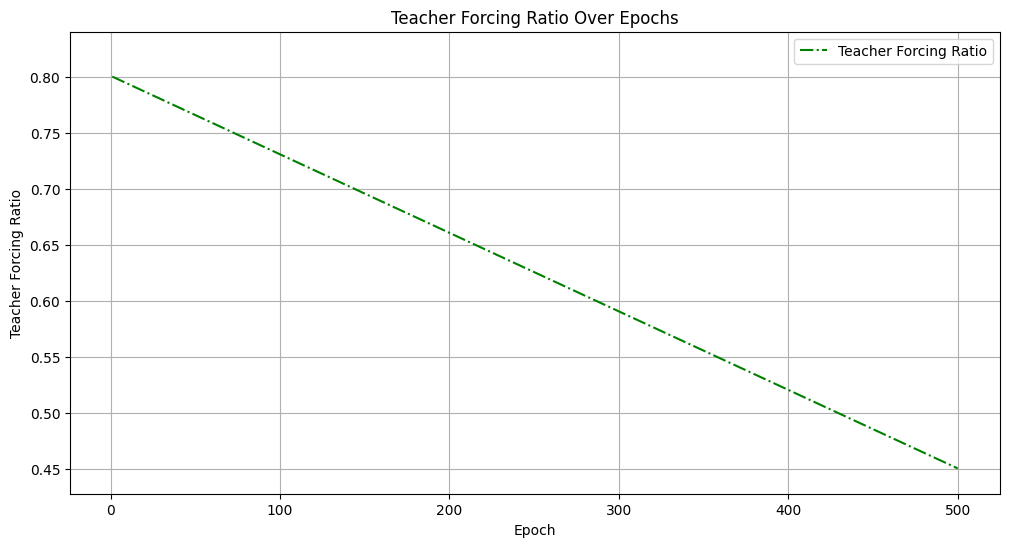 Teacher Forcing Ratio Over Epochs
Teacher Forcing Ratio
Teacher Forcing Ratio
0.80
0.75
0.70
0.65
0.60
0.55
0.50
0.45
0 100 200 300 400 500
Epoch